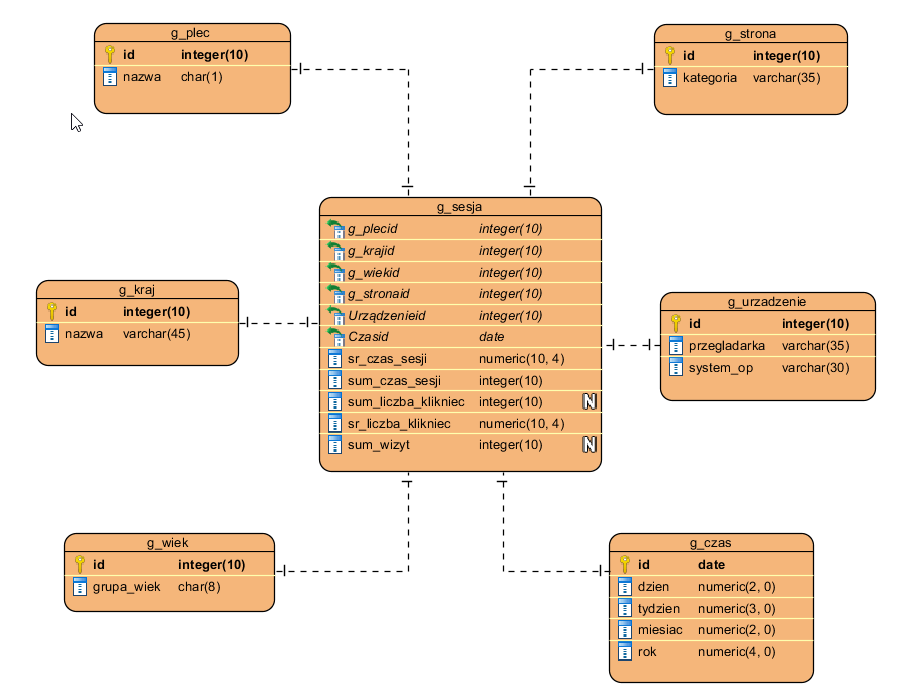 g_plec
id integer(10)
nazwa char(1)
g_strona
id integer(10)
kategoria varchar(35)
g_sesja
g_plecid integer(10)
g_krajid integer(10)
g_wiekid integer(10)
g_stronaid integer(10)
Urządzenieid integer(10)
Czasid date
sr_czas_sesji numeric(10, 4)
sum_czas_sesji integer(10)
sum_liczba_klikniec integer(10) N
sr_liczba_klikniec numeric(10, 4)
sum_wizyt integer(10) N
g_kraj
id integer(10)
nazwa varchar(45)
g_urzadzenie
id integer(10)
przegladarka varchar(35)
system_op varchar(30)
g_wiek
id integer(10)
grupa_wiek char(8)
g_czas
id date
dzien numeric(2, 0)
tydzien numeric(3, 0)
miesiac numeric(2, 0)
rok numeric(4, 0)